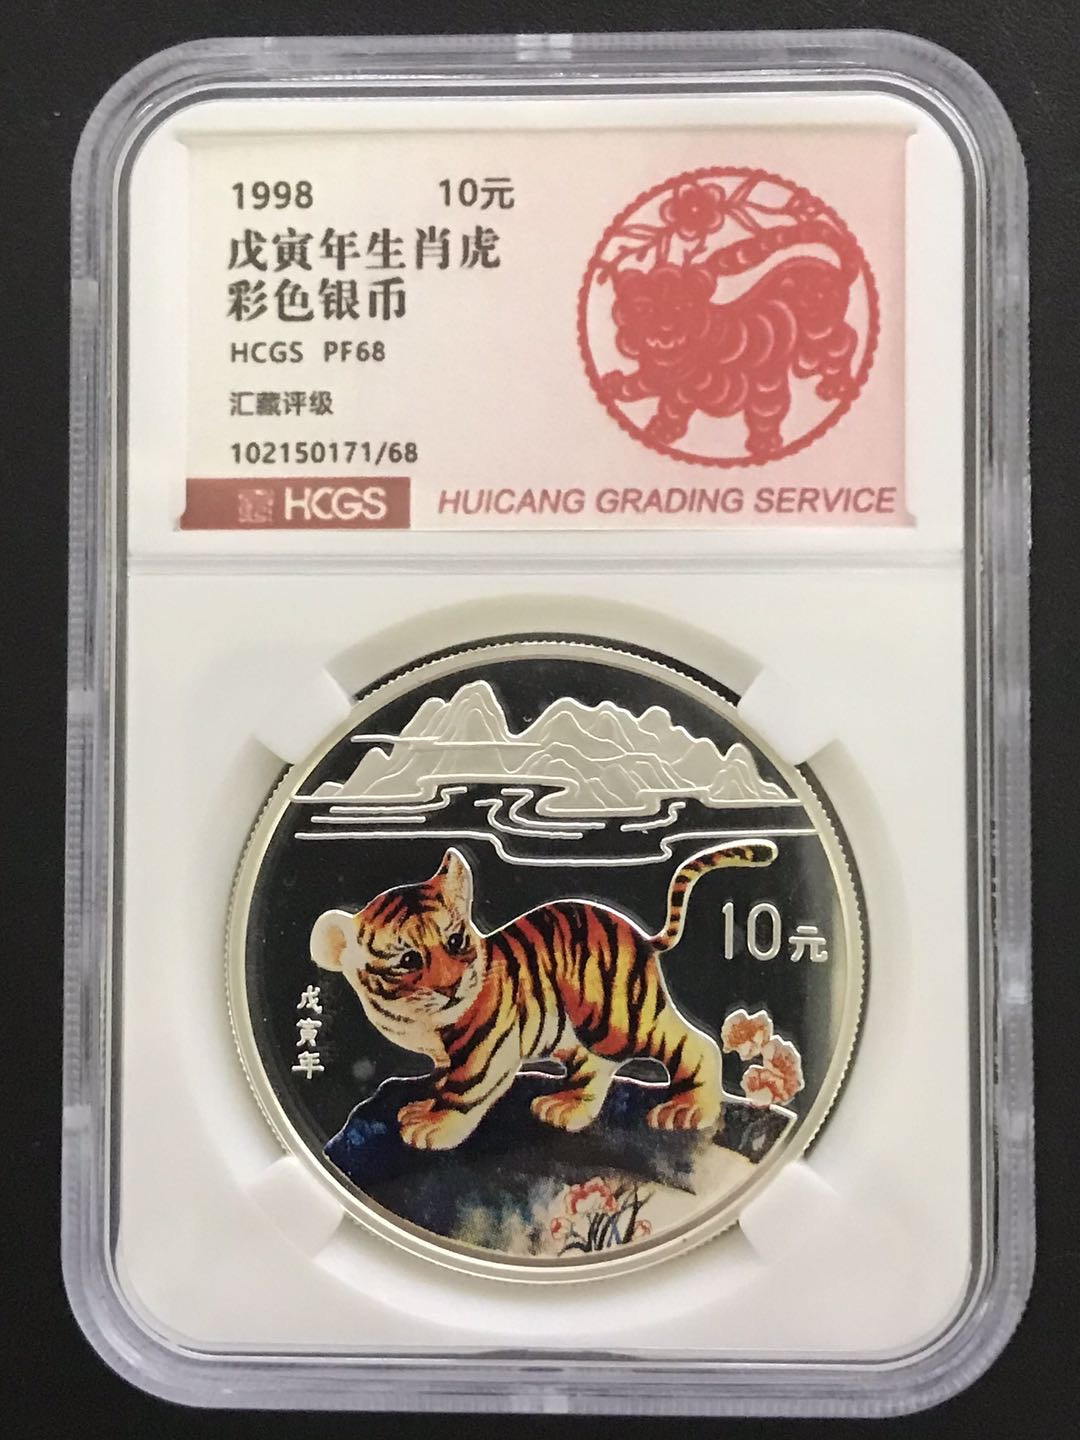 1998 10元
戊寅年生肖虎
彩色银币
HCGS PF68
汇藏评级
102150171/68
HCGS HUICANG GRADING SERVICE
10元
戊寅年